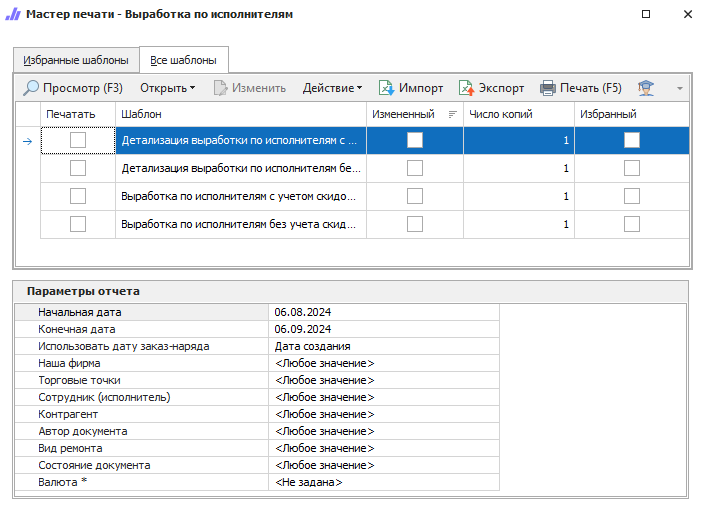 Мастер печати - Выработка по исполнителям
Избранные шаблоны Все шаблоны
Просмотр (F3) Открыть Изменить Действие Импорт Экспорт Печать (F5)
Печатать Шаблон Измененный Число копий Избранный
Детализация выработки по исполнителям с ... 1
Детализация выработки по исполнителям бе... 1
Выработка по исполнителям с учетом скидо... 1
Выработка по исполнителям без учета скид... 1
Параметры отчета
Начальная дата 06.08.2024
Конечная дата 06.09.2024
Использовать дату заказ-наряда Дата создания
Наша фирма <Любое значение>
Торговые точки <Любое значение>
Сотрудник (исполнитель) <Любое значение>
Контрагент <Любое значение>
Автор документа <Любое значение>
Вид ремонта <Любое значение>
Состояние документа <Любое значение>
Валюта * <Не задана>